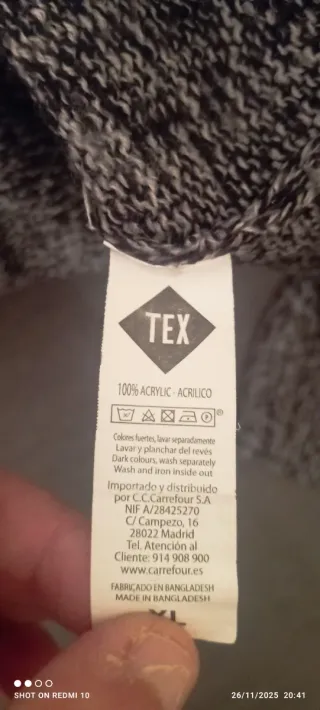 TEX
100% ACRYLIC - ACRILICO
Colores fuertes, lavar separadamente
Lavar y planchar del revés
Dark colours, wash separately
Wash and iron inside out
Importado y distribuido
por C.C.Carrefour S.A
NIF A/28425270
C/ Campezo, 16
28022 Madrid
Tel. Atención al
Cliente: 914 908 900
www.carrefour.es
FABRICADO EN BANGLADESH
MADE IN BANGLADESH
XL
SHOT ON REDMI 10
26/11/2025 20:41